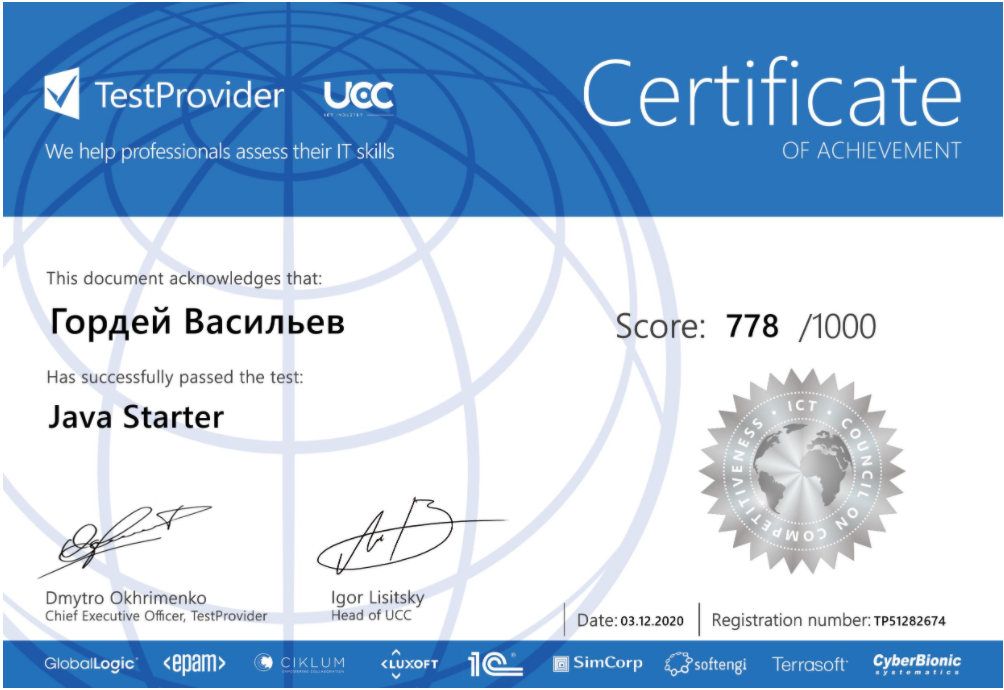 TestProvider
UCC
ICT INDUSTRY
We help professionals assess their IT skills
Certificate
OF ACHIEVEMENT
This document acknowledges that:
Гордей Васильев
Score: 778 /1000
Has successfully passed the test:
Java Starter
ICT · COUNCIL ON COMPETITIVENESS ·
Dmytro Okhrimenko
Chief Executive Officer, TestProvider
Igor Lisitsky
Head of UCC
Date: 03.12.2020
Registration number: TP51282674
GlobalLogic
<epam>
CIKLUM
<LUXOFT
1C
SimCorp
softengi
Terrasoft
CyberBionic
systematics